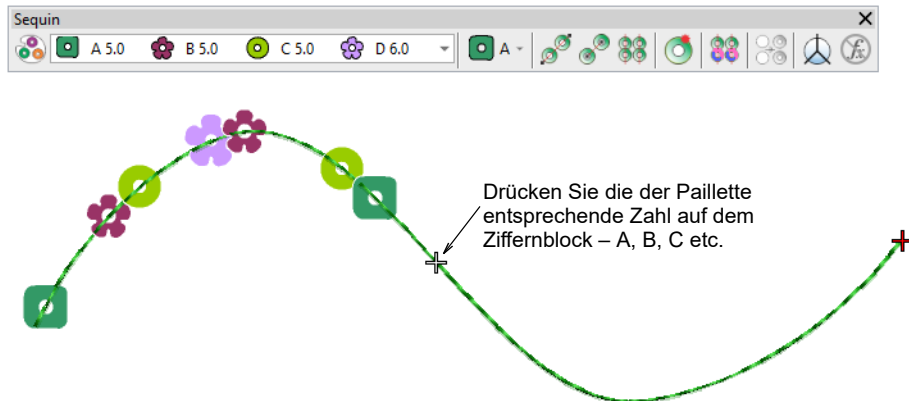 Sequin
A 5.0 B 5.0 C 5.0 D 6.0 A
Drücken Sie die der Paillette
entsprechende Zahl auf dem
Ziffernblock – A, B, C etc.